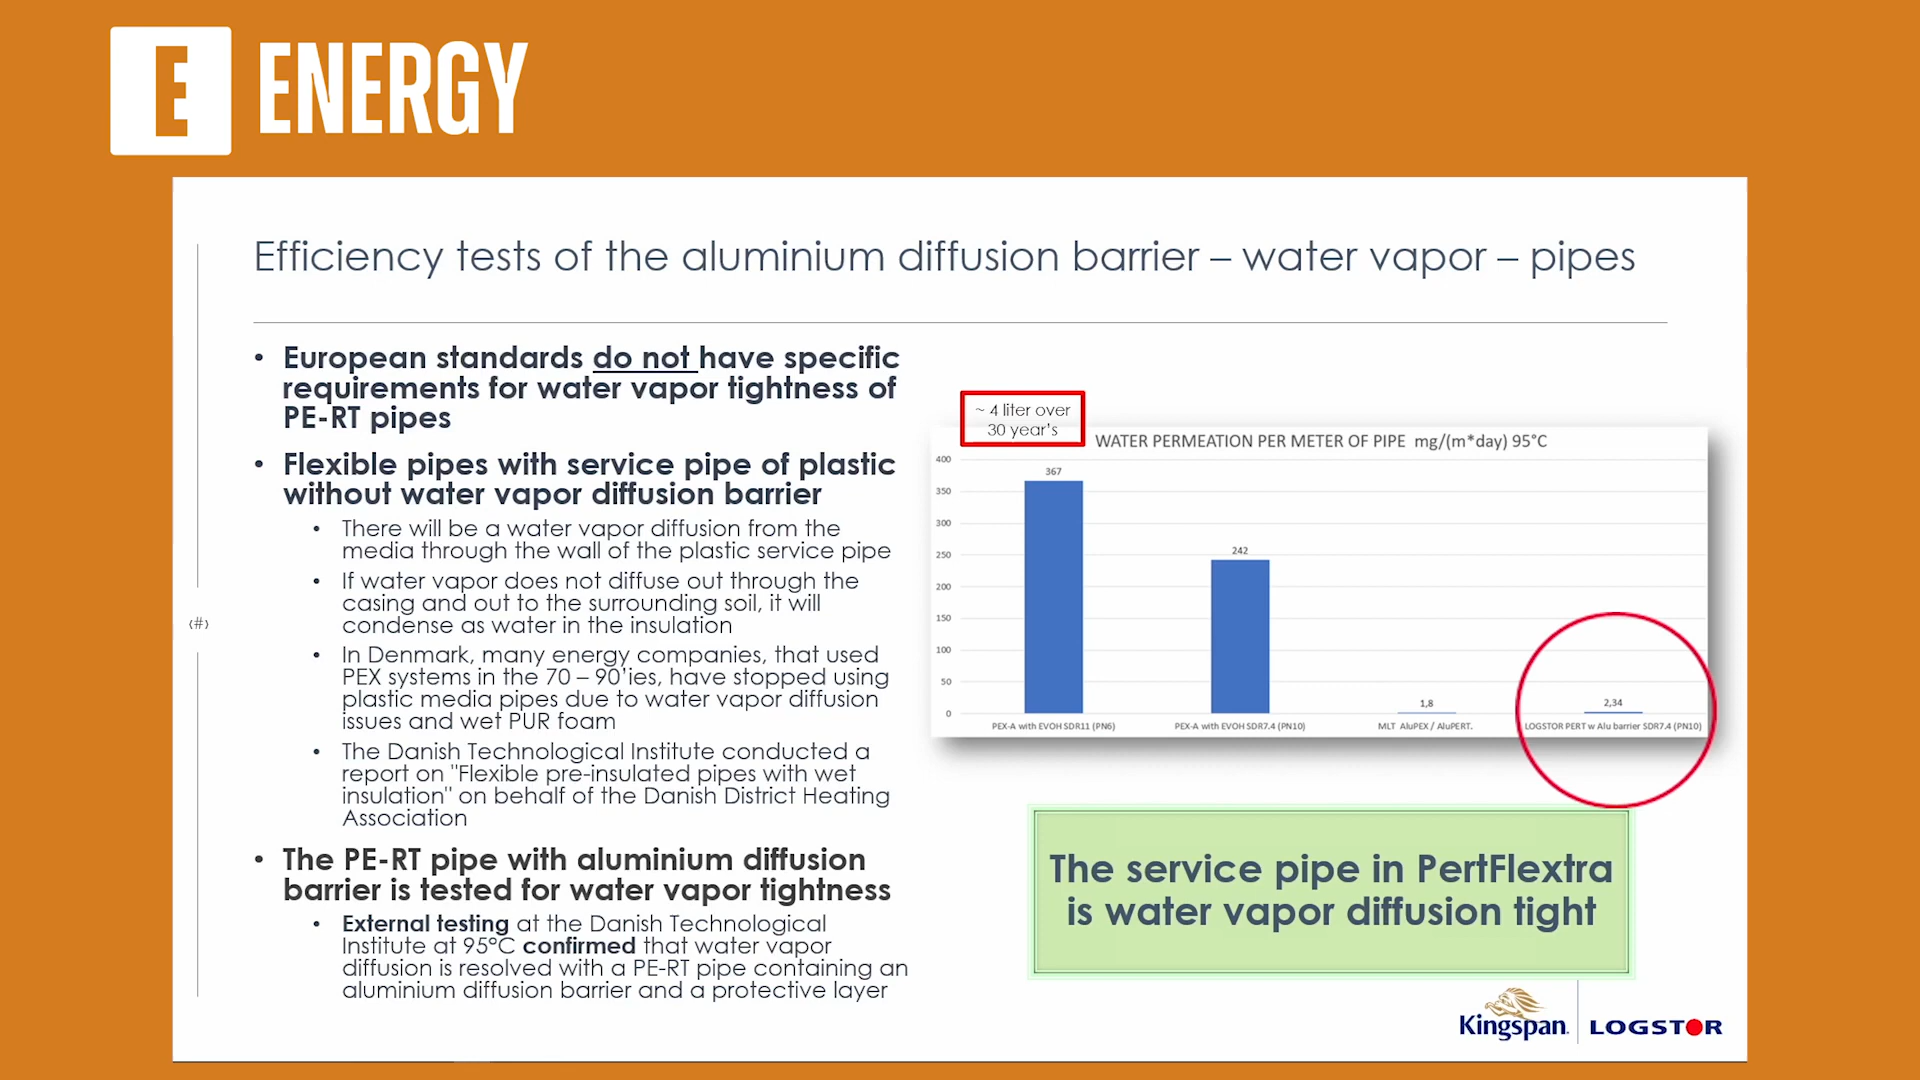 E ENERGY
Efficiency tests of the aluminium diffusion barrier – water vapor – pipes
• European standards do not have specific
requirements for water vapor tightness of
PE-RT pipes
• Flexible pipes with service pipe of plastic
without water vapor diffusion barrier
• There will be a water vapor diffusion from the
media through the wall of the plastic service pipe
• If water vapor does not diffuse out through the
casing and out to the surrounding soil, it will
condense as water in the insulation
• In Denmark, many energy companies, that used
PEX systems in the 70 – 90'ies, have stopped using
plastic media pipes due to water vapor diffusion
issues and wet PUR foam
• The Danish Technological Institute conducted a
report on "Flexible pre-insulated pipes with wet
insulation" on behalf of the Danish District Heating
Association
• The PE-RT pipe with aluminium diffusion
barrier is tested for water vapor tightness
• External testing at the Danish Technological
Institute at 95°C confirmed that water vapor
diffusion is resolved with a PE-RT pipe containing an
aluminium diffusion barrier and a protective layer
‹#›
~ 4 liter over
30 year's
WATER PERMEATION PER METER OF PIPE mg/(m*day) 95°C
400
350
300
250
200
150
100
50
0
367
242
1,8
2,34
PEX-A with EVOH SDR11 (PN6)
PEX-A with EVOH SDR7.4 (PN10)
MLT AluPEX / AluPERT.
LOGSTOR PERT w Alu barrier SDR7.4 (PN10)
The service pipe in PertFlextra
is water vapor diffusion tight
Kingspan.
LOGSTOR